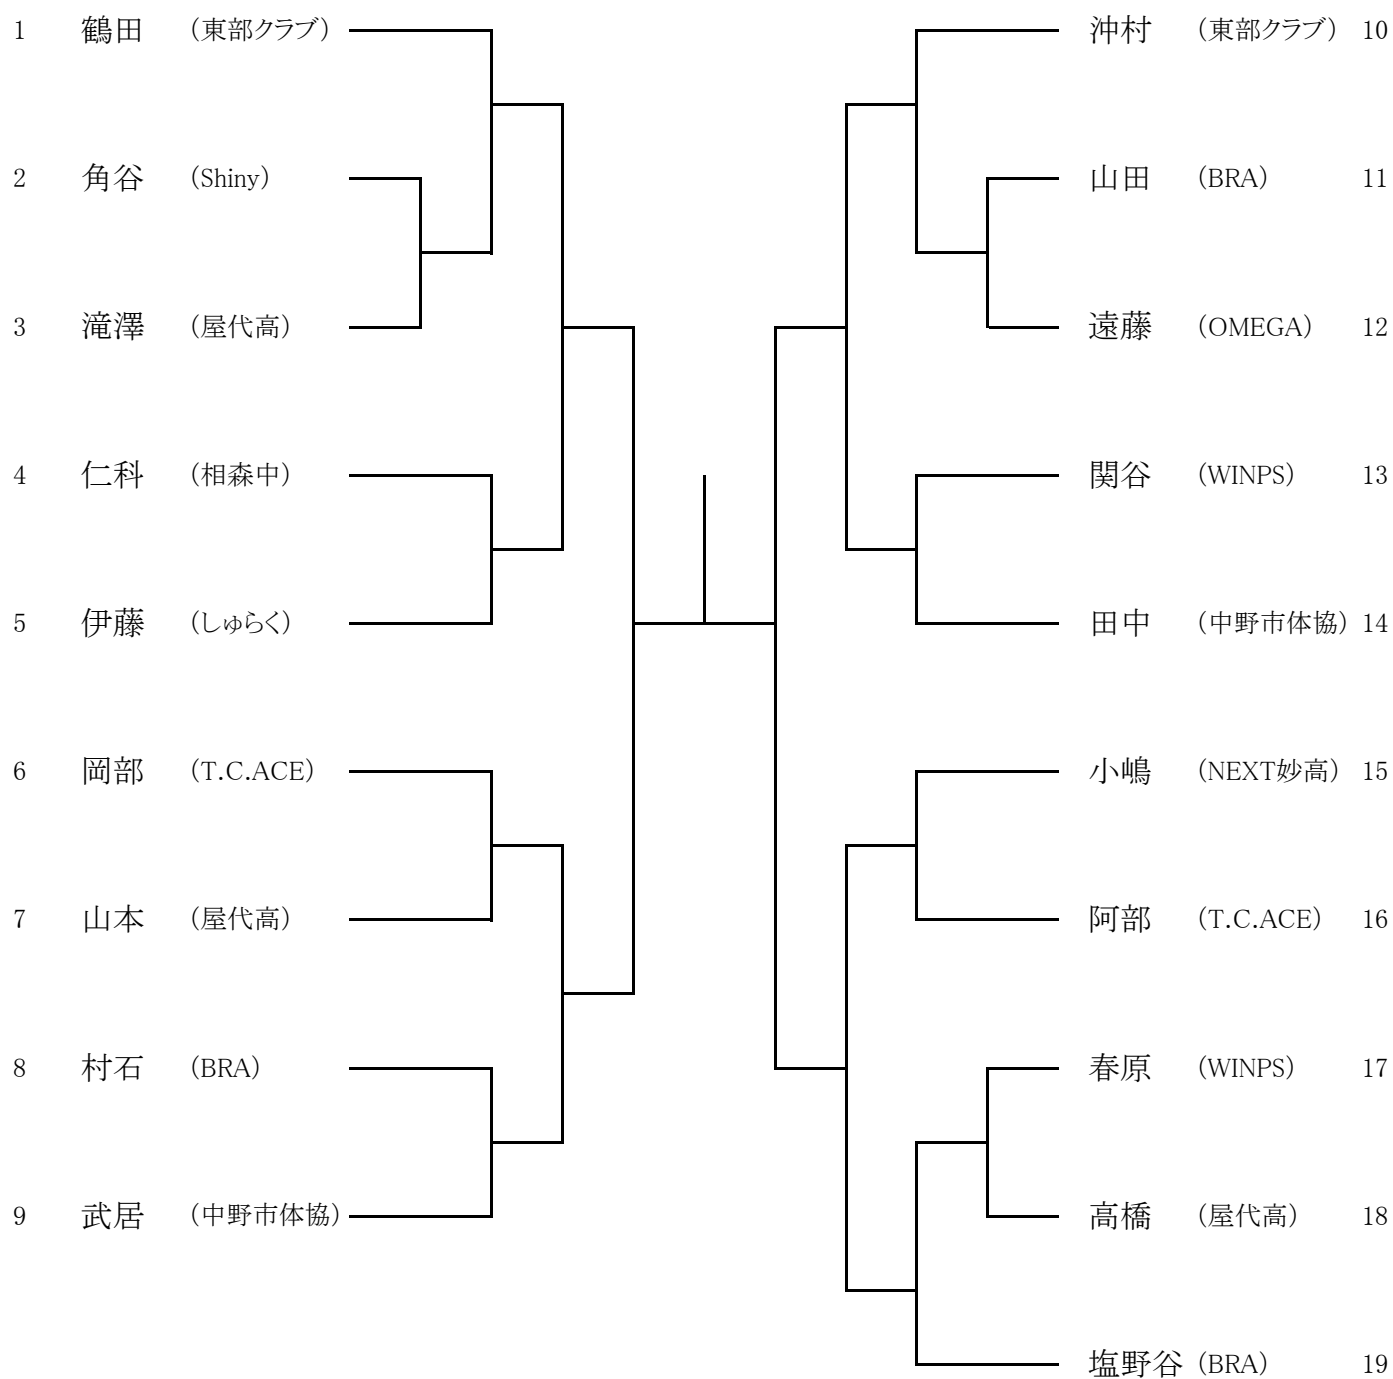 1 鶴田 (東部クラブ)
2 角谷 (Shiny)
3 滝澤 (屋代高)
4 仁科 (相森中)
5 伊藤 (しゅらく)
6 岡部 (T.C.ACE)
7 山本 (屋代高)
8 村石 (BRA)
9 武居 (中野市体協)
沖村 (東部クラブ) 10
山田 (BRA) 11
遠藤 (OMEGA) 12
関谷 (WINPS) 13
田中 (中野市体協) 14
小嶋 (NEXT妙高) 15
阿部 (T.C.ACE) 16
春原 (WINPS) 17
高橋 (屋代高) 18
塩野谷 (BRA) 19